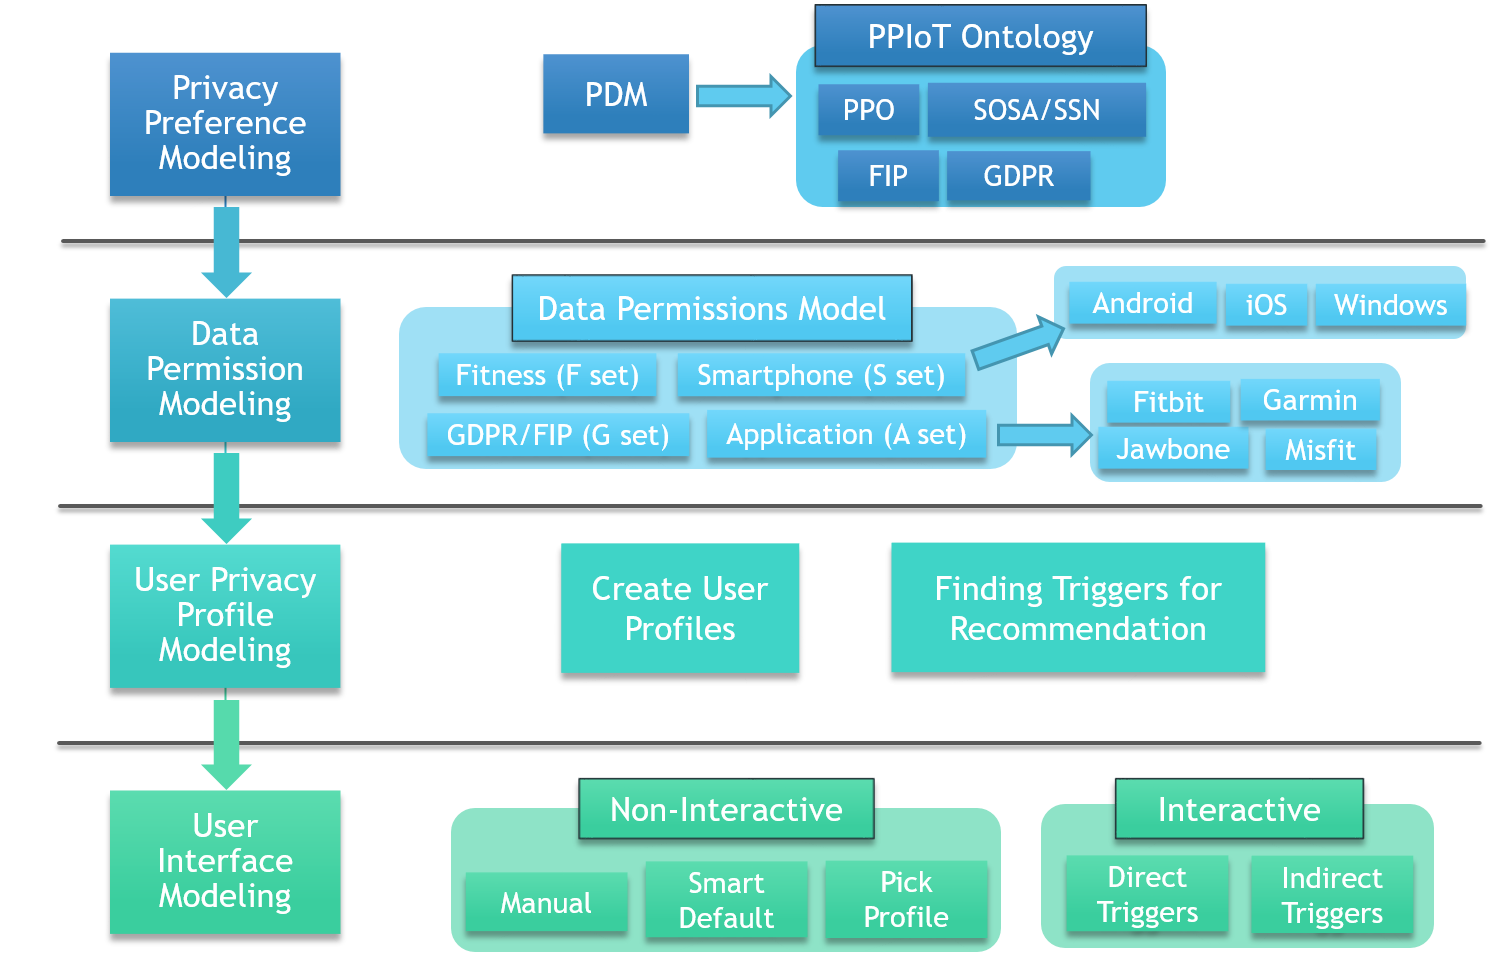 Privacy
Preference
Modeling
PDM
PPIoT Ontology
PPO
SOSA/SSN
FIP
GDPR
Data
Permission
Modeling
Data Permissions Model
Fitness (F set)
Smartphone (S set)
GDPR/FIP (G set)
Application (A set)
Android
iOS
Windows
Fitbit
Garmin
Jawbone
Misfit
User Privacy
Profile
Modeling
Create User
Profiles
Finding Triggers for
Recommendation
User
Interface
Modeling
Non-Interactive
Manual
Smart
Default
Pick
Profile
Interactive
Direct
Triggers
Indirect
Triggers